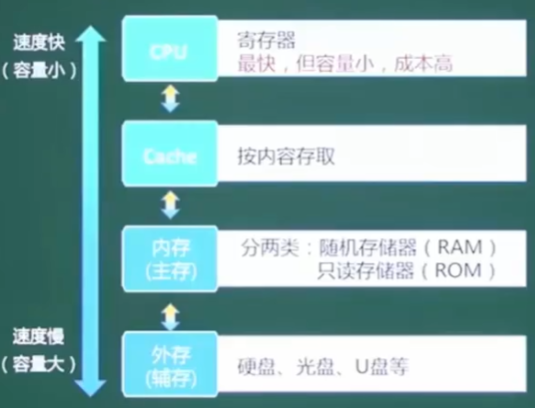 速度快
（容量小）
CPU
寄存器
最快，但容量小，成本高
Cache
按内容存取
内存
(主存)
分两类：随机存储器（RAM）
只读存储器（ROM）
速度慢
（容量大）
外存
(辅存)
硬盘、光盘、U盘等